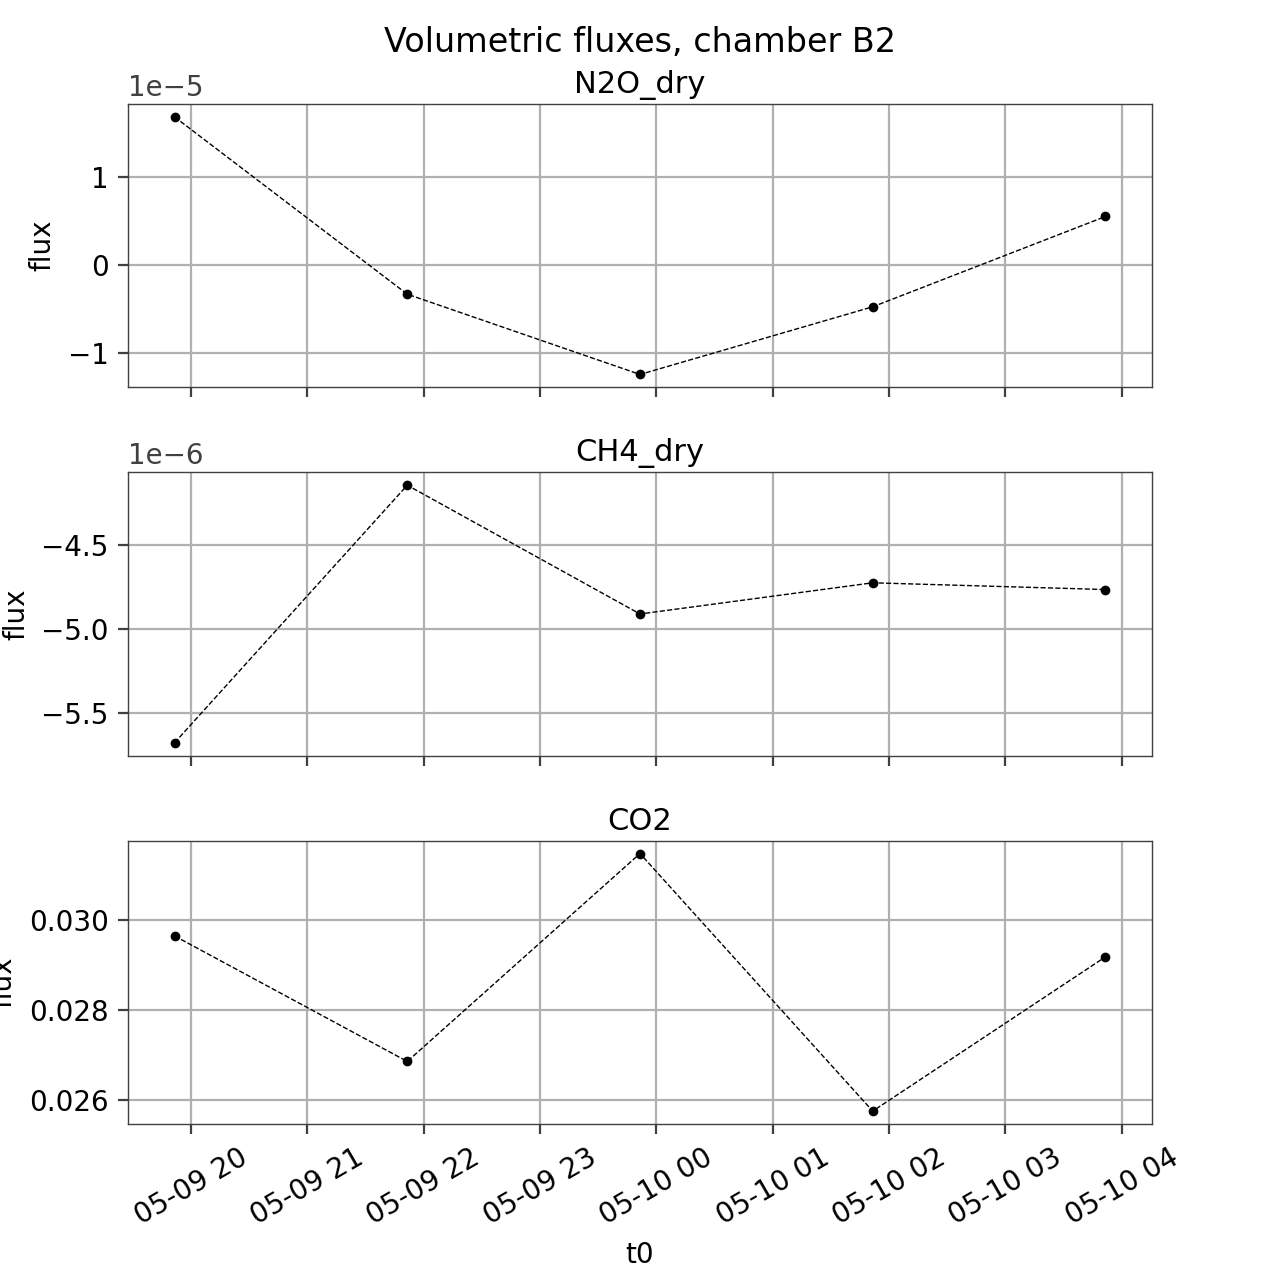 Volumetric fluxes, chamber B2
N2O_dry
1e−5
1
0
−1
flux
CH4_dry
1e−6
−4.5
−5.0
−5.5
flux
CO2
0.030
0.028
0.026
flux
05-09 20
05-09 21
05-09 22
05-09 23
05-10 00
05-10 01
05-10 02
05-10 03
05-10 04
t0